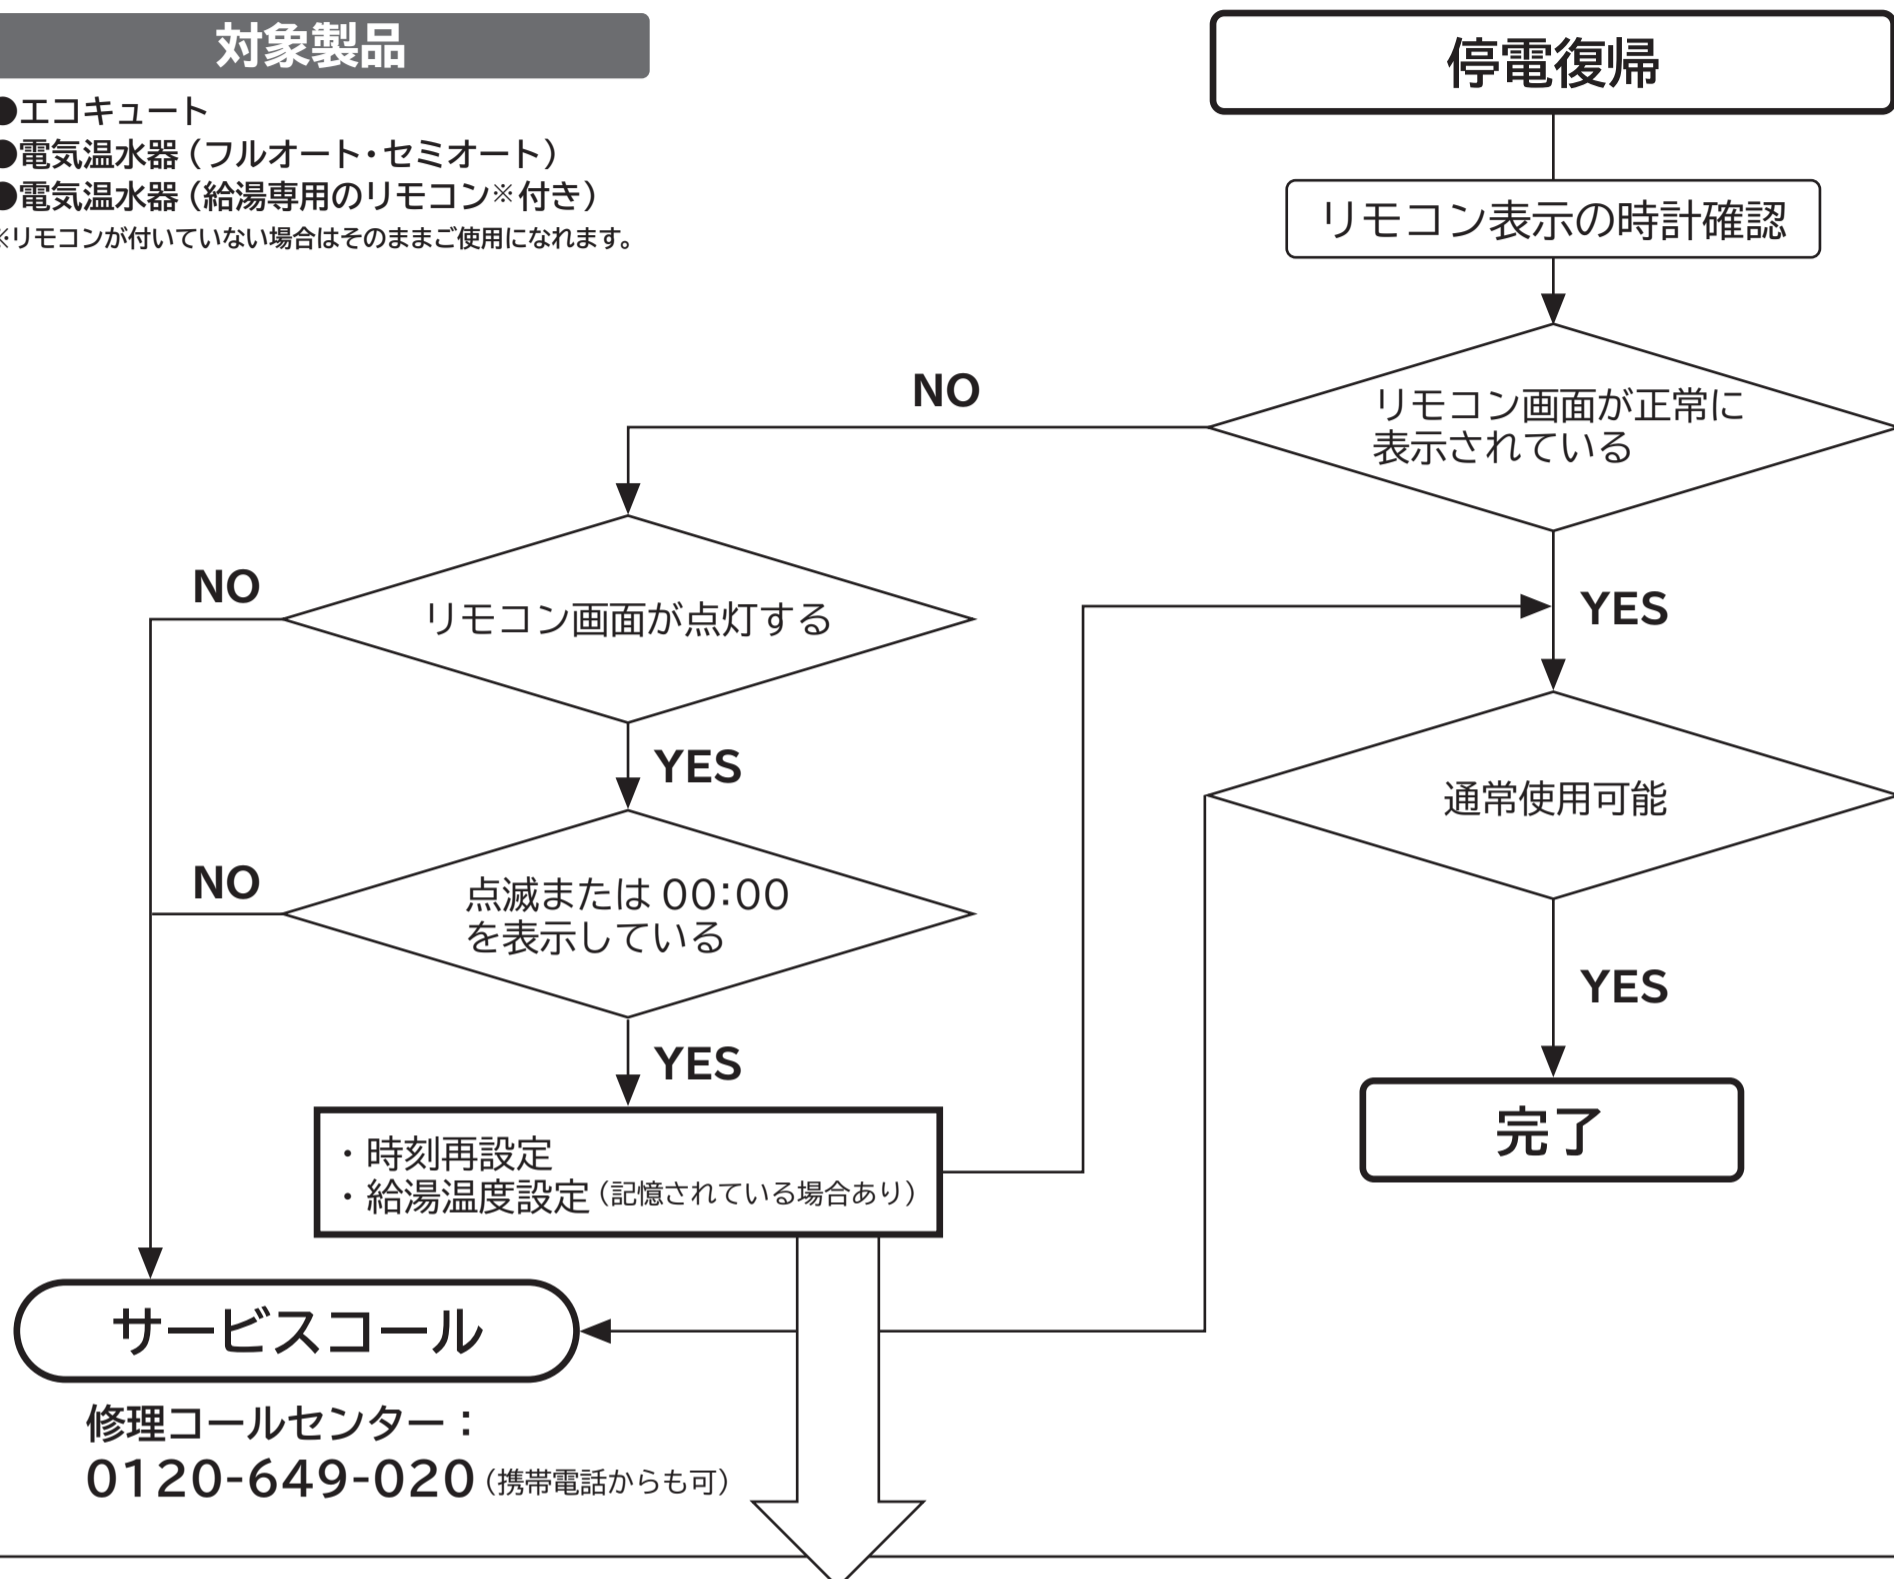 対象製品
●エコキュート
●電気温水器(フルオート・セミオート)
●電気温水器(給湯専用のリモコン※付き)
※リモコンが付いていない場合はそのままご使用になれます。
停電復帰
リモコン表示の時計確認
リモコン画面が正常に
表示されている
NO
YES
リモコン画面が点灯する
NO
YES
点滅または 00:00
を表示している
NO
YES
・時刻再設定
・給湯温度設定(記憶されている場合あり)
通常使用可能
YES
完了
サービスコール
修理コールセンター:
0120-649-020(携帯電話からも可)